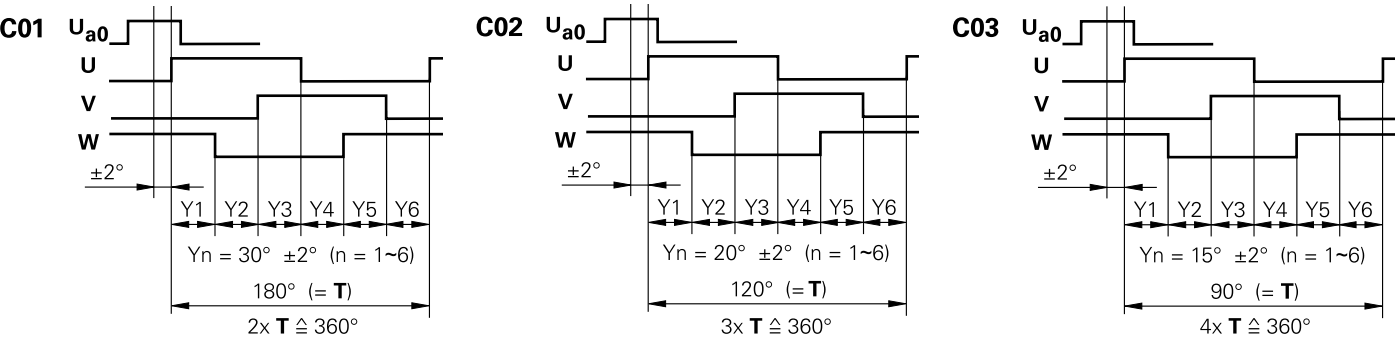 C01 Ua0
U
V
W
±2°
Y1 Y2 Y3 Y4 Y5 Y6
Yn = 30° ±2° (n = 1~6)
180° (= T)
2x T ≙ 360°
C02 Ua0
U
V
W
±2°
Y1 Y2 Y3 Y4 Y5 Y6
Yn = 20° ±2° (n = 1~6)
120° (= T)
3x T ≙ 360°
C03 Ua0
U
V
W
±2°
Y1 Y2 Y3 Y4 Y5 Y6
Yn = 15° ±2° (n = 1~6)
90° (= T)
4x T ≙ 360°